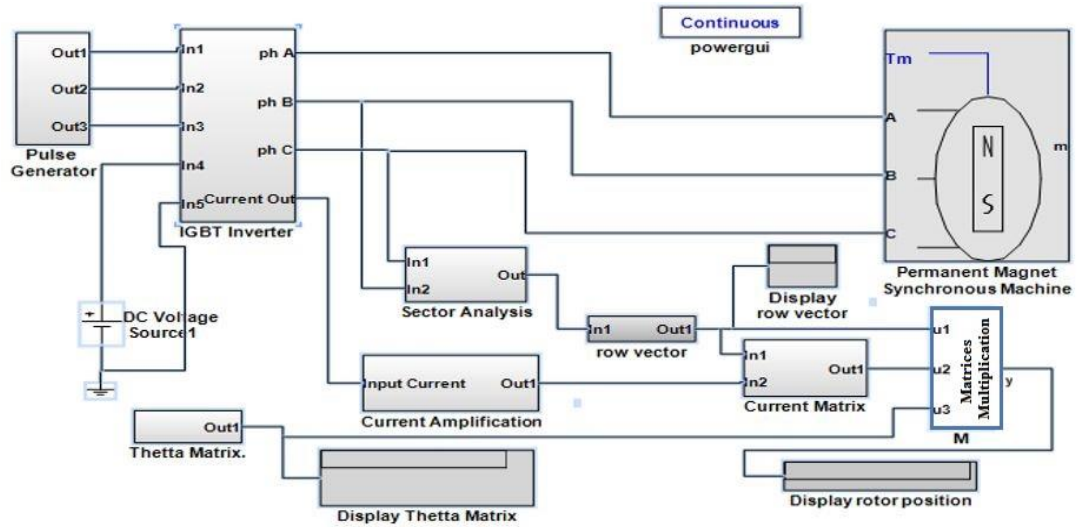 Continuous
powergui
Out1
Out2
Out3
Pulse
Generator
In1
In2
In3
In4
In5
ph A
ph B
ph C
Current Out
IGBT Inverter
Tm
A
B
C
m
N
S
Permanent Magnet
Synchronous Machine
+
DC Voltage
Source1
In1
In2
Out
Sector Analysis
Display
row vector
In1
Out1
row vector
Input Current
Out1
Current Amplification
In1
In2
Out1
Current Matrix
u1
u2
u3
Matrices
Multiplication
y
M
Out1
Thetta Matrix.
Display Thetta Matrix
Display rotor position